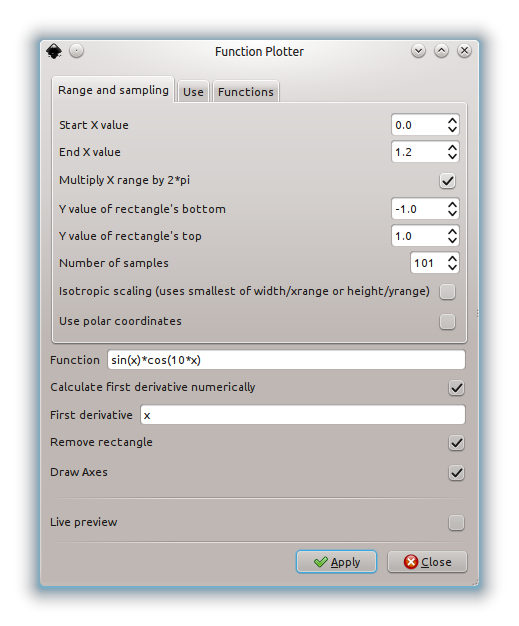 Function Plotter
Range and sampling Use Functions
Start X value 0.0
End X value 1.2
Multiply X range by 2*pi
Y value of rectangle's bottom -1.0
Y value of rectangle's top 1.0
Number of samples 101
Isotropic scaling (uses smallest of width/xrange or height/yrange)
Use polar coordinates
Function sin(x)*cos(10*x)
Calculate first derivative numerically
First derivative x
Remove rectangle
Draw Axes
Live preview
Apply Close